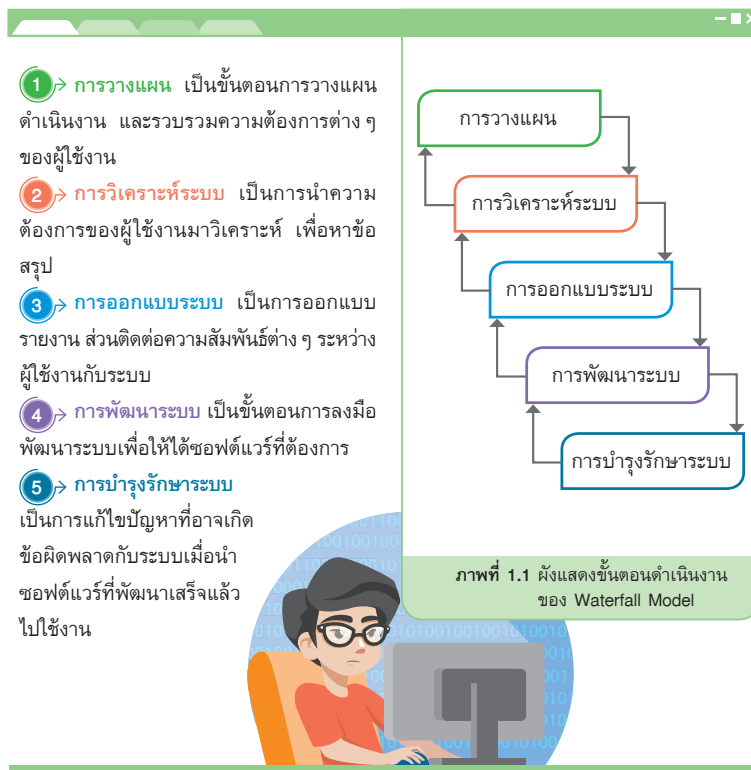 1 การวางแผน เป็นขั้นตอนการวางแผน
ดำเนินงาน และรวบรวมความต้องการต่าง ๆ
ของผู้ใช้งาน
2 การวิเคราะห์ระบบ เป็นการนำความ
ต้องการของผู้ใช้งานมาวิเคราะห์ เพื่อหาข้อ
สรุป
3 การออกแบบระบบ เป็นการออกแบบ
รายงาน ส่วนติดต่อความสัมพันธ์ต่าง ๆ ระหว่าง
ผู้ใช้งานกับระบบ
4 การพัฒนาระบบ เป็นขั้นตอนการลงมือ
พัฒนาระบบเพื่อให้ได้ซอฟต์แวร์ที่ต้องการ
5 การบำรุงรักษาระบบ
เป็นการแก้ไขปัญหาที่อาจเกิด
ข้อผิดพลาดกับระบบเมื่อนำ
ซอฟต์แวร์ที่พัฒนาเสร็จแล้ว
ไปใช้งาน
การวางแผน
การวิเคราะห์ระบบ
การออกแบบระบบ
การพัฒนาระบบ
การบำรุงรักษาระบบ
ภาพที่ 1.1 ผังแสดงขั้นตอนดำเนินงาน
ของ Waterfall Model